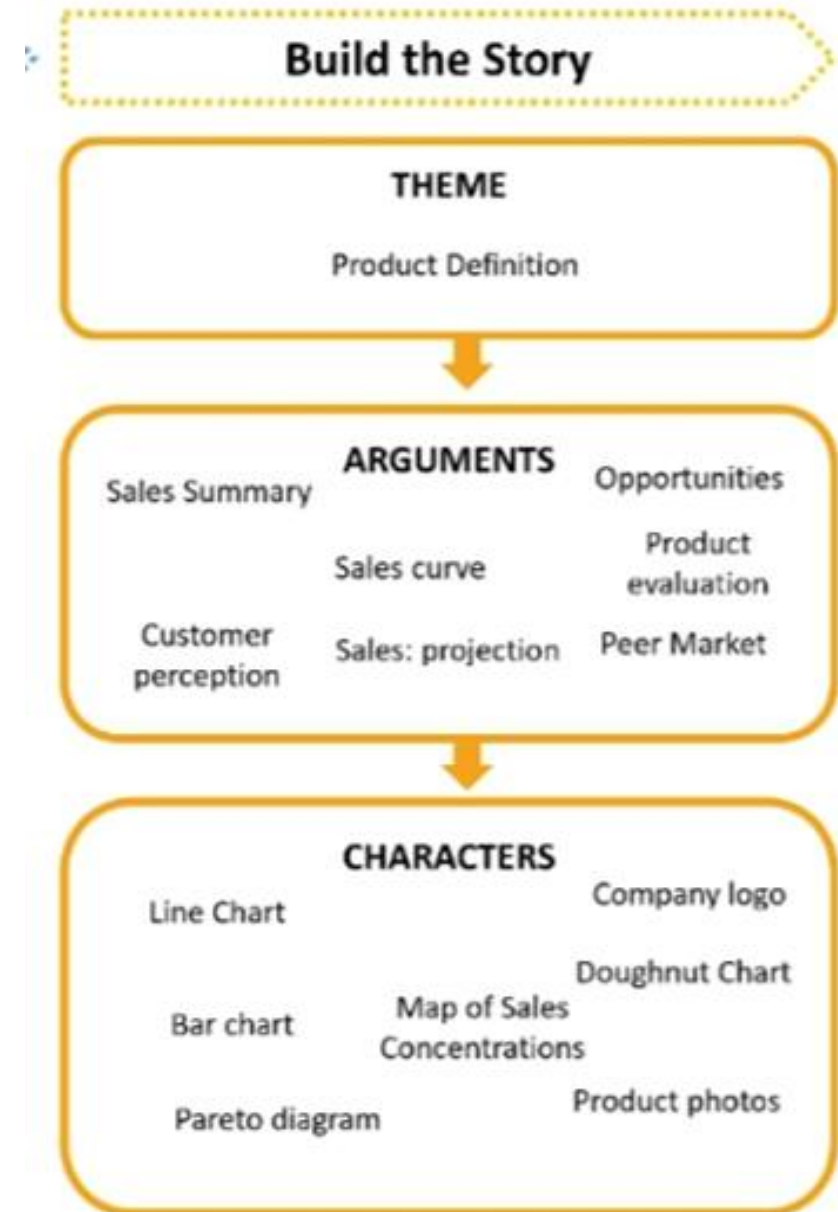 Build the Story
THEME
Product Definition
ARGUMENTS
Sales Summary
Opportunities
Sales curve
Product
evaluation
Customer
perception
Sales: projection
Peer Market
CHARACTERS
Line Chart
Company logo
Doughnut Chart
Bar chart
Map of Sales
Concentrations
Pareto diagram
Product photos